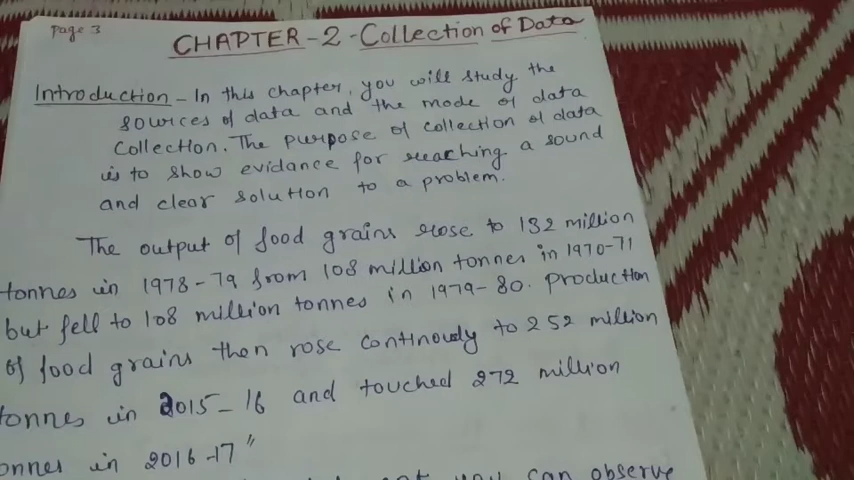 Page 3
CHAPTER-2-Collection of Data
Introduction - In this chapter, you will study the
sources of data and the mode of data
Collection. The purpose of collection of data
is to show evidance for reaching a sound
and clear solution to a problem.
The output of food grains rose to 132 million
tonnes in 1978-79 from 108 million tonnes in 1970-71
but fell to 108 million tonnes in 1979-80. production
of food grains then rose continously to 252 million
tonnes in 2015-16 and touched 272 million
onnes in 2016-17"
you can observe